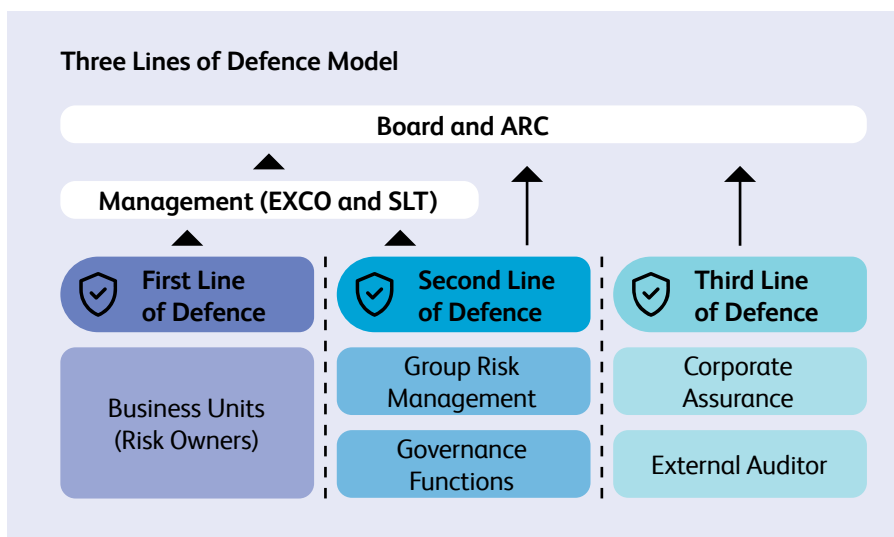 Three Lines of Defence Model
Board and ARC
Management (EXCO and SLT)
First Line
of Defence
Second Line
of Defence
Third Line
of Defence
Business Units
(Risk Owners)
Group Risk
Management
Governance
Functions
Corporate
Assurance
External Auditor